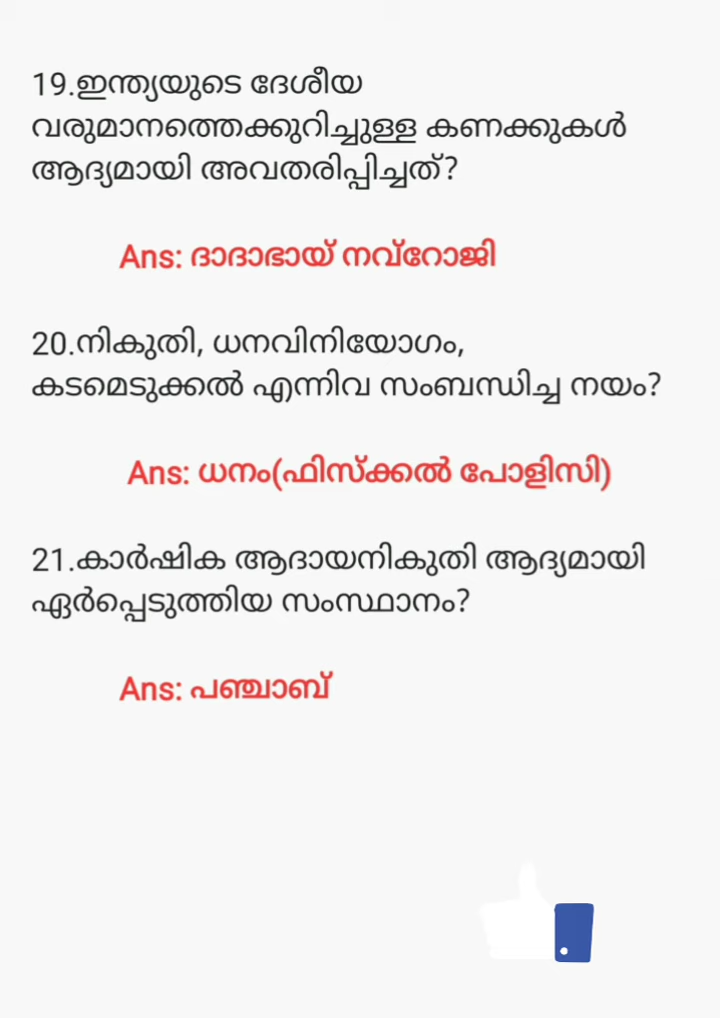 19.ഇന്ത്യയുടെ ദേശീയ
വരുമാനത്തെക്കുറിച്ചുള്ള കണക്കുകൾ
ആദ്യമായി അവതരിപ്പിച്ചത്?
Ans: ദാദാഭായ് നവ്റോജി
20.നികുതി, ധനവിനിയോഗം,
കടമെടുക്കൽ എന്നിവ സംബന്ധിച്ച നയം?
Ans: ധനം(ഫിസ്ക്കൽ പോളിസി)
21.കാർഷിക ആദായനികുതി ആദ്യമായി
ഏർപ്പെടുത്തിയ സംസ്ഥാനം?
Ans: പഞ്ചാബ്